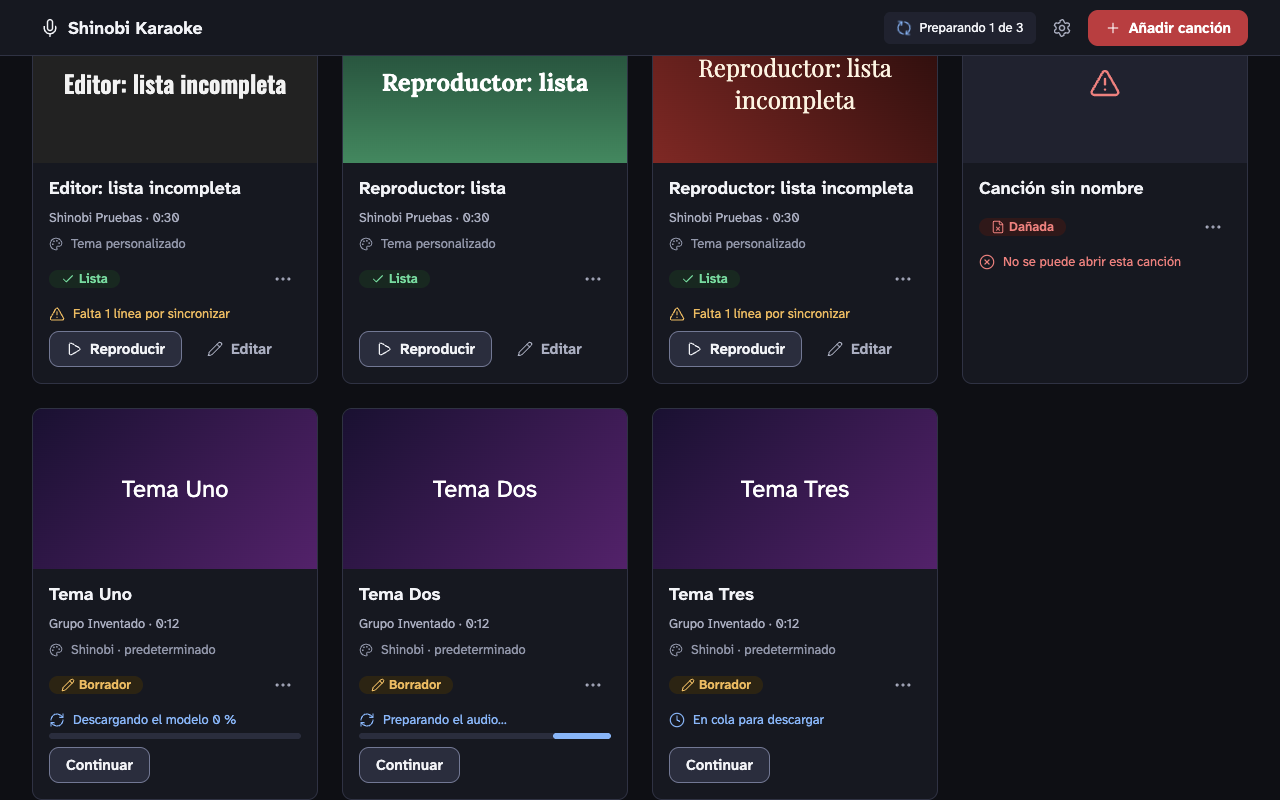 Shinobi Karaoke
Preparando 1 de 3
Añadir canción
Editor: lista incompleta
Reproductor: lista
Reproductor: lista
incompleta
Editor: lista incompleta
Shinobi Pruebas · 0:30
Tema personalizado
Lista
Falta 1 línea por sincronizar
Reproducir
Editar
Reproductor: lista
Shinobi Pruebas · 0:30
Tema personalizado
Lista
Reproducir
Editar
Reproductor: lista incompleta
Shinobi Pruebas · 0:30
Tema personalizado
Lista
Falta 1 línea por sincronizar
Reproducir
Editar
Canción sin nombre
Dañada
No se puede abrir esta canción
Tema Uno
Tema Uno
Grupo Inventado · 0:12
Shinobi · predeterminado
Borrador
Descargando el modelo 0 %
Continuar
Tema Dos
Tema Dos
Grupo Inventado · 0:12
Shinobi · predeterminado
Borrador
Preparando el audio...
Continuar
Tema Tres
Tema Tres
Grupo Inventado · 0:12
Shinobi · predeterminado
Borrador
En cola para descargar
Continuar